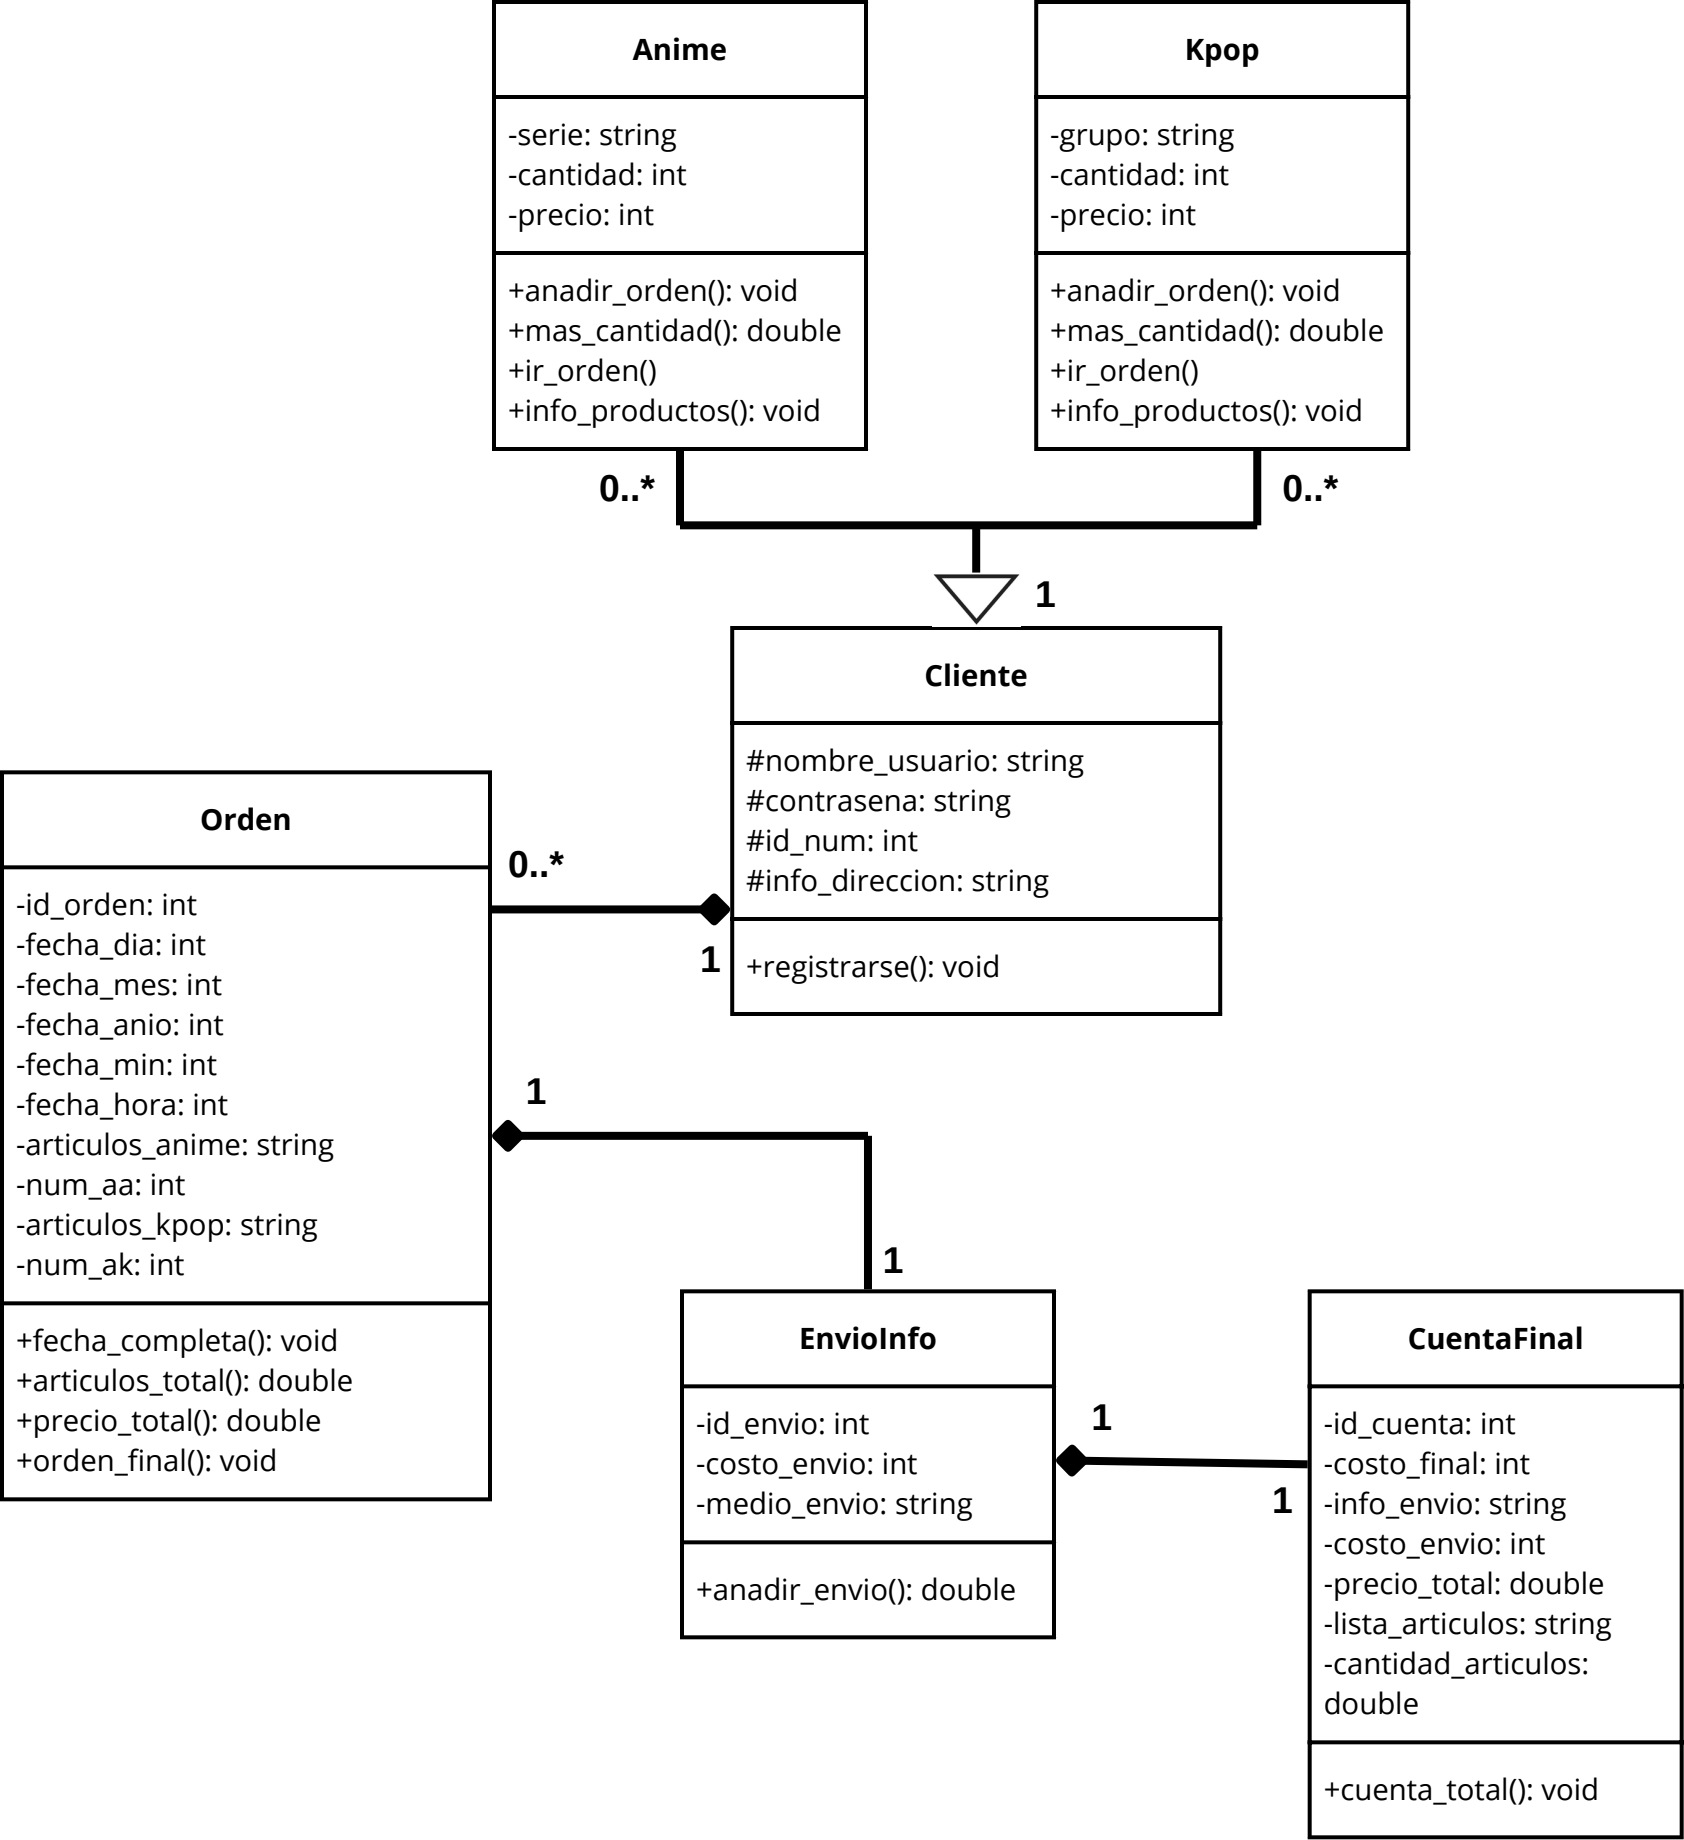 Anime
-serie: string
-cantidad: int
-precio: int
+anadir_orden(): void
+mas_cantidad(): double
+ir_orden()
+info_productos(): void
0..*
Kpop
-grupo: string
-cantidad: int
-precio: int
+anadir_orden(): void
+mas_cantidad(): double
+ir_orden()
+info_productos(): void
0..*
1
Cliente
#nombre_usuario: string
#contrasena: string
#id_num: int
#info_direccion: string
+registrarse(): void
0..*
1
Orden
-id_orden: int
-fecha_dia: int
-fecha_mes: int
-fecha_anio: int
-fecha_min: int
-fecha_hora: int
-articulos_anime: string
-num_aa: int
-articulos_kpop: string
-num_ak: int
+fecha_completa(): void
+articulos_total(): double
+precio_total(): double
+orden_final(): void
1
1
EnvioInfo
-id_envio: int
-costo_envio: int
-medio_envio: string
+anadir_envio(): double
1
1
CuentaFinal
-id_cuenta: int
-costo_final: int
-info_envio: string
-costo_envio: int
-precio_total: double
-lista_articulos: string
-cantidad_articulos:
double
+cuenta_total(): void